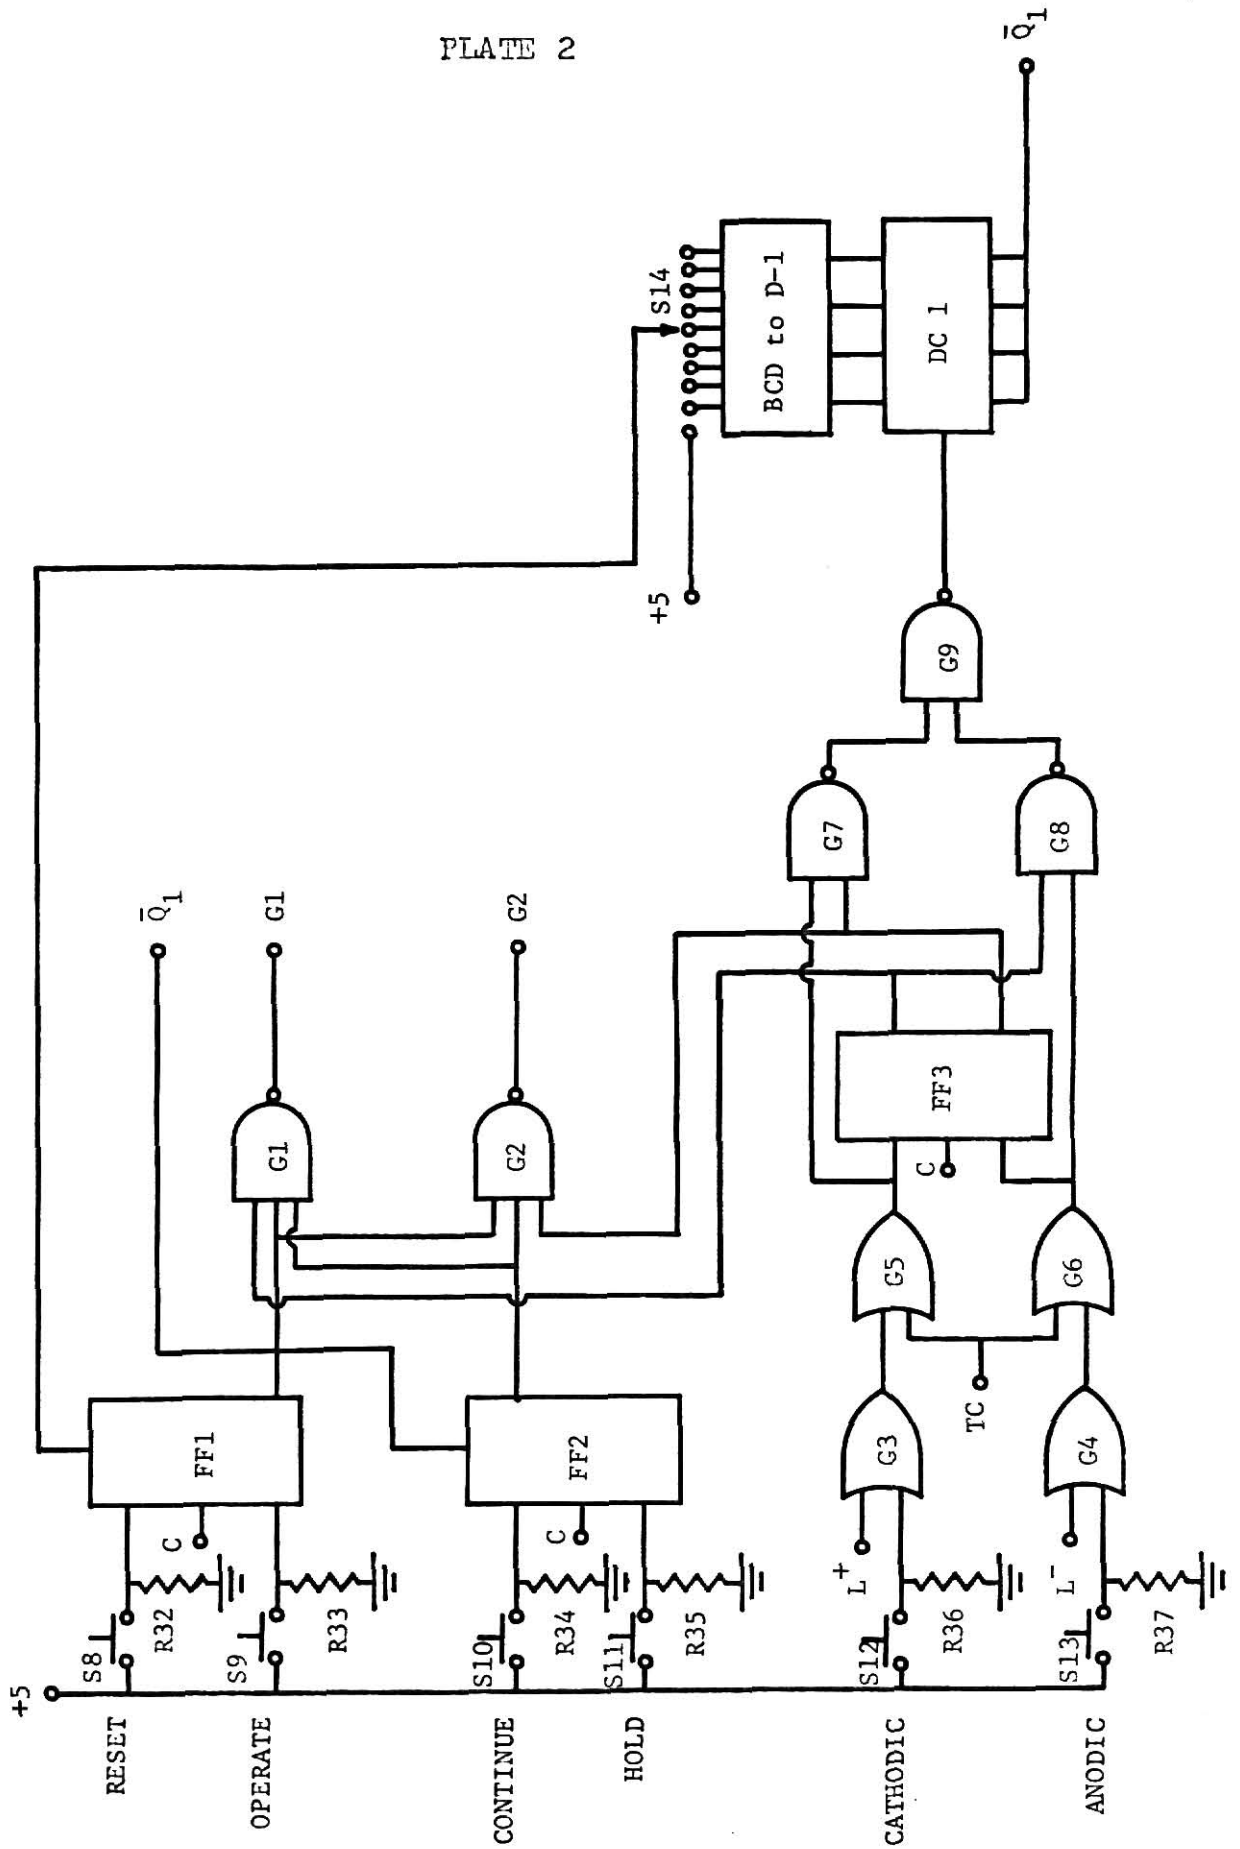 PLATE 2
+5
RESET
S8
R32
C
FF1
OPERATE
S9
R33
Q̄1
G1
G1
CONTINUE
S10
R34
C
FF2
G2
G2
HOLD
S11
R35
+5
S14
BCD to D-1
DC 1
Q̄1
CATHODIC
S12
R36
L+
G3
G5
TC
C
FF3
G7
G9
ANODIC
S13
R37
L-
G4
G6
G8